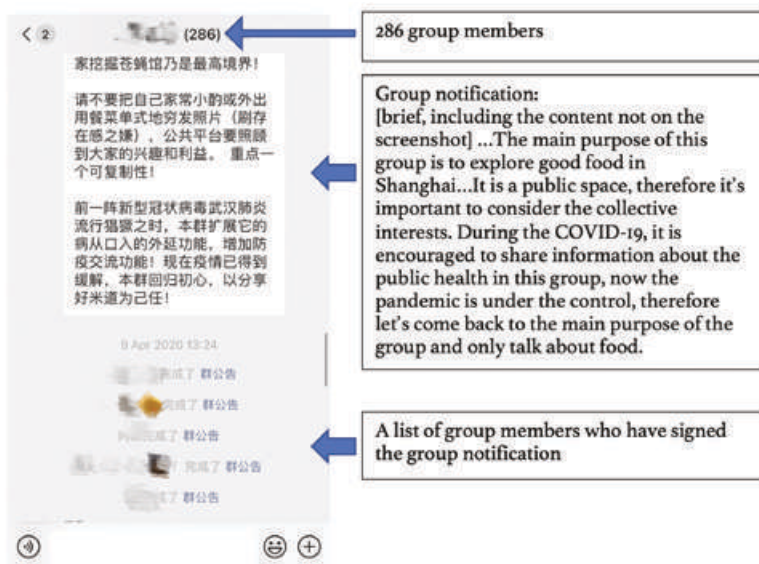 2
(286)
家挖掘苍蝇馆乃是最高境界！
请不要把自己家常小酌或外出
用餐菜单式地穷发照片（刷存
在感之嫌），公共平台要照顾
到大家的兴趣和利益。 重点一
个可复制性！
前一阵新型冠状病毒武汉肺炎
流行猖獗之时，本群扩展它的
病从口入的外延功能，增加防
疫交流功能！现在疫情已得到
缓解，本群回归初心，以分享
好米道为己任！
9 Apr 2020 13:24
完成了 群公告
完成了 群公告
完成了 群公告
完成了 群公告
成了 群公告
286 group members
Group notification:
[brief, including the content not on the
screenshot] …The main purpose of this
group is to explore good food in
Shanghai…It is a public space, therefore it's
important to consider the collective
interests. During the COVID-19, it is
encouraged to share information about the
public health in this group, now the
pandemic is under the control, therefore
let's come back to the main purpose of the
group and only talk about food.
A list of group members who have signed
the group notification